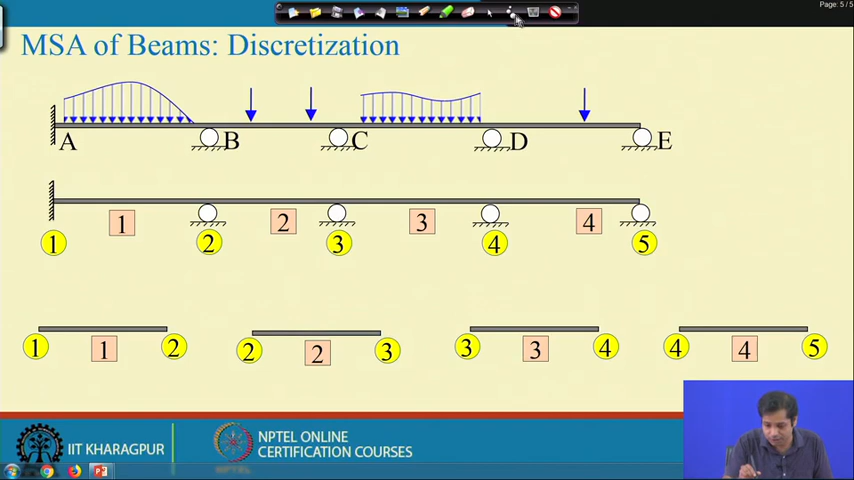 Page: 5 / 5
MSA of Beams: Discretization
A B C D E
1 2 3 4
1 2 3 4 5
1 1 2 2 2 3 3 3 4 4 4 5
IIT KHARAGPUR
NPTEL
NPTEL ONLINE
CERTIFICATION COURSES